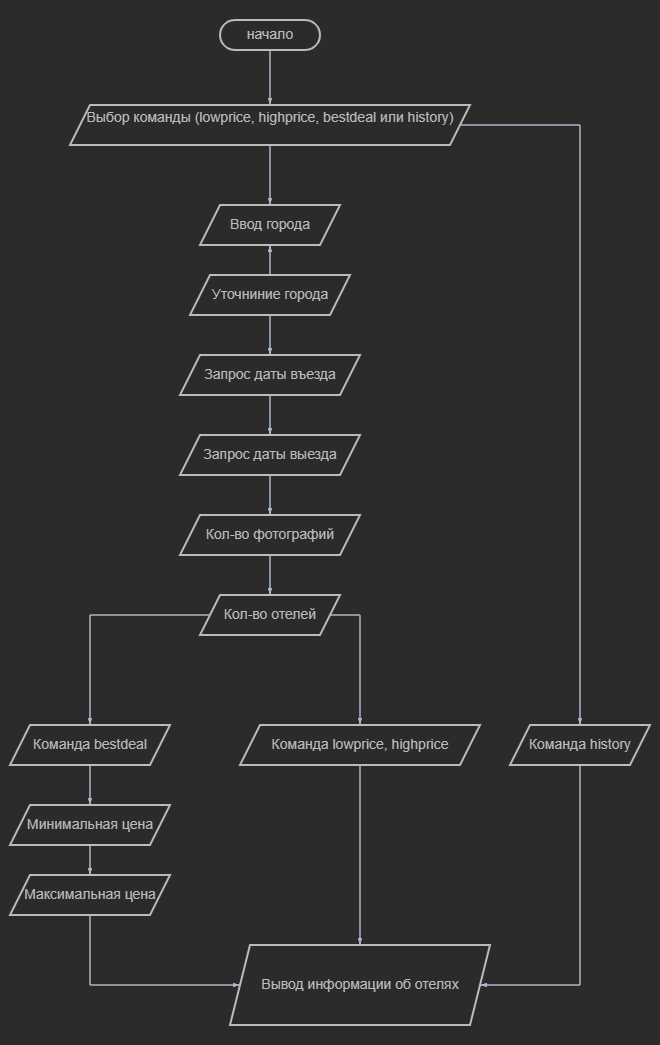 начало
Выбор команды (lowprice, highprice, bestdeal или history)
Ввод города
Уточниние города
Запрос даты въезда
Запрос даты выезда
Кол-во фотографий
Кол-во отелей
Команда bestdeal
Команда lowprice, highprice
Команда history
Минимальная цена
Максимальная цена
Вывод информации об отелях